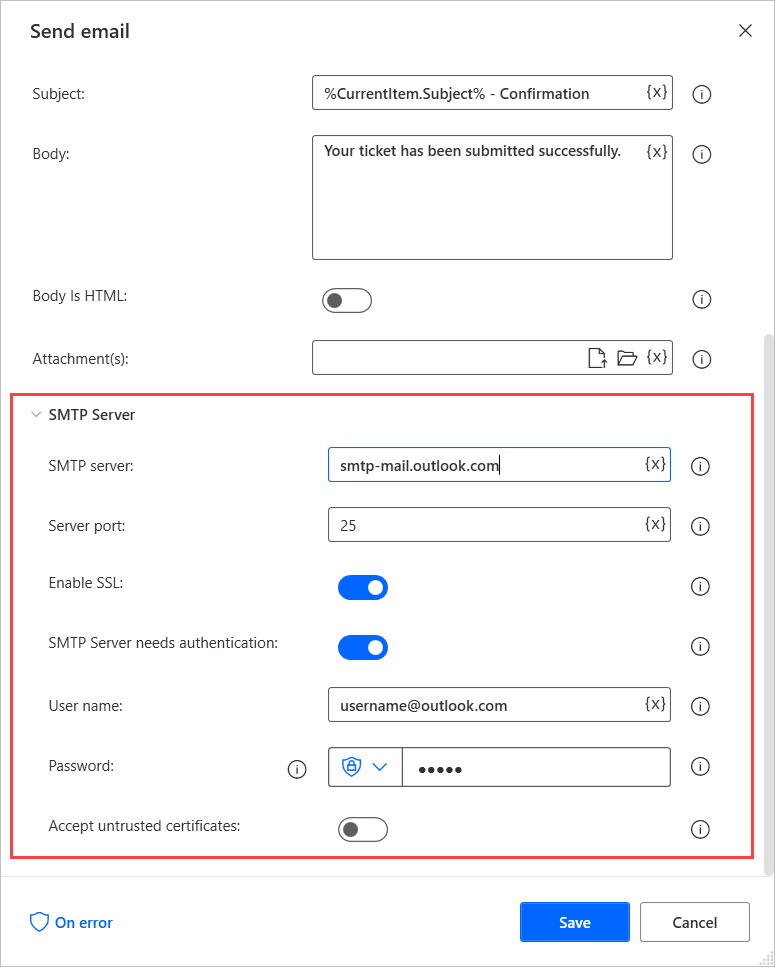 Send email
Subject: %CurrentItem.Subject% - Confirmation {x}
Body: Your ticket has been submitted successfully. {x}
Body Is HTML:
Attachment(s): {x}
SMTP Server
SMTP server: smtp-mail.outlook.com {x}
Server port: 25 {x}
Enable SSL:
SMTP Server needs authentication:
User name: username@outlook.com {x}
Password: •••••
Accept untrusted certificates:
On error Save Cancel